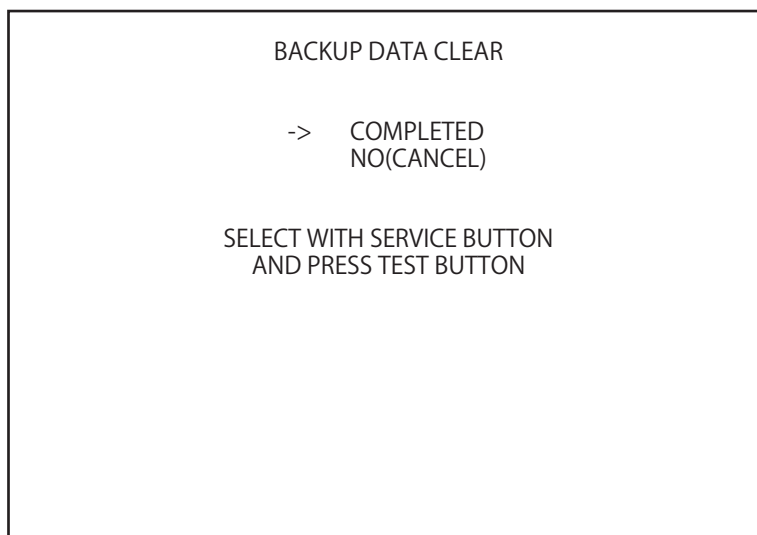 BACKUP DATA CLEAR
-> COMPLETED
NO(CANCEL)
SELECT WITH SERVICE BUTTON
AND PRESS TEST BUTTON